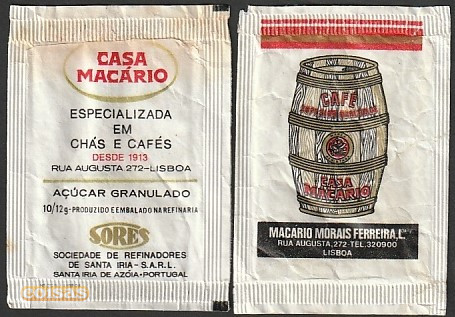 CASA
MACÁRIO
ESPECIALIZADA
EM
CHÁS E CAFÉS
DESDE 1913
RUA AUGUSTA 272-LISBOA
AÇÚCAR GRANULADO
10/12g-PRODUZIDO E EMBALADO NA REFINARIA
SORES
SOCIEDADE DE REFINADORES
DE SANTA IRIA-S.A.R.L.
SANTA IRIA DE AZÓIA-PORTUGAL
coisas
CAFÉ
CASA
MACÁRIO
MACARIO MORAIS FERREIRA,L.
RUA AUGUSTA,272-TEL.320900
LISBOA